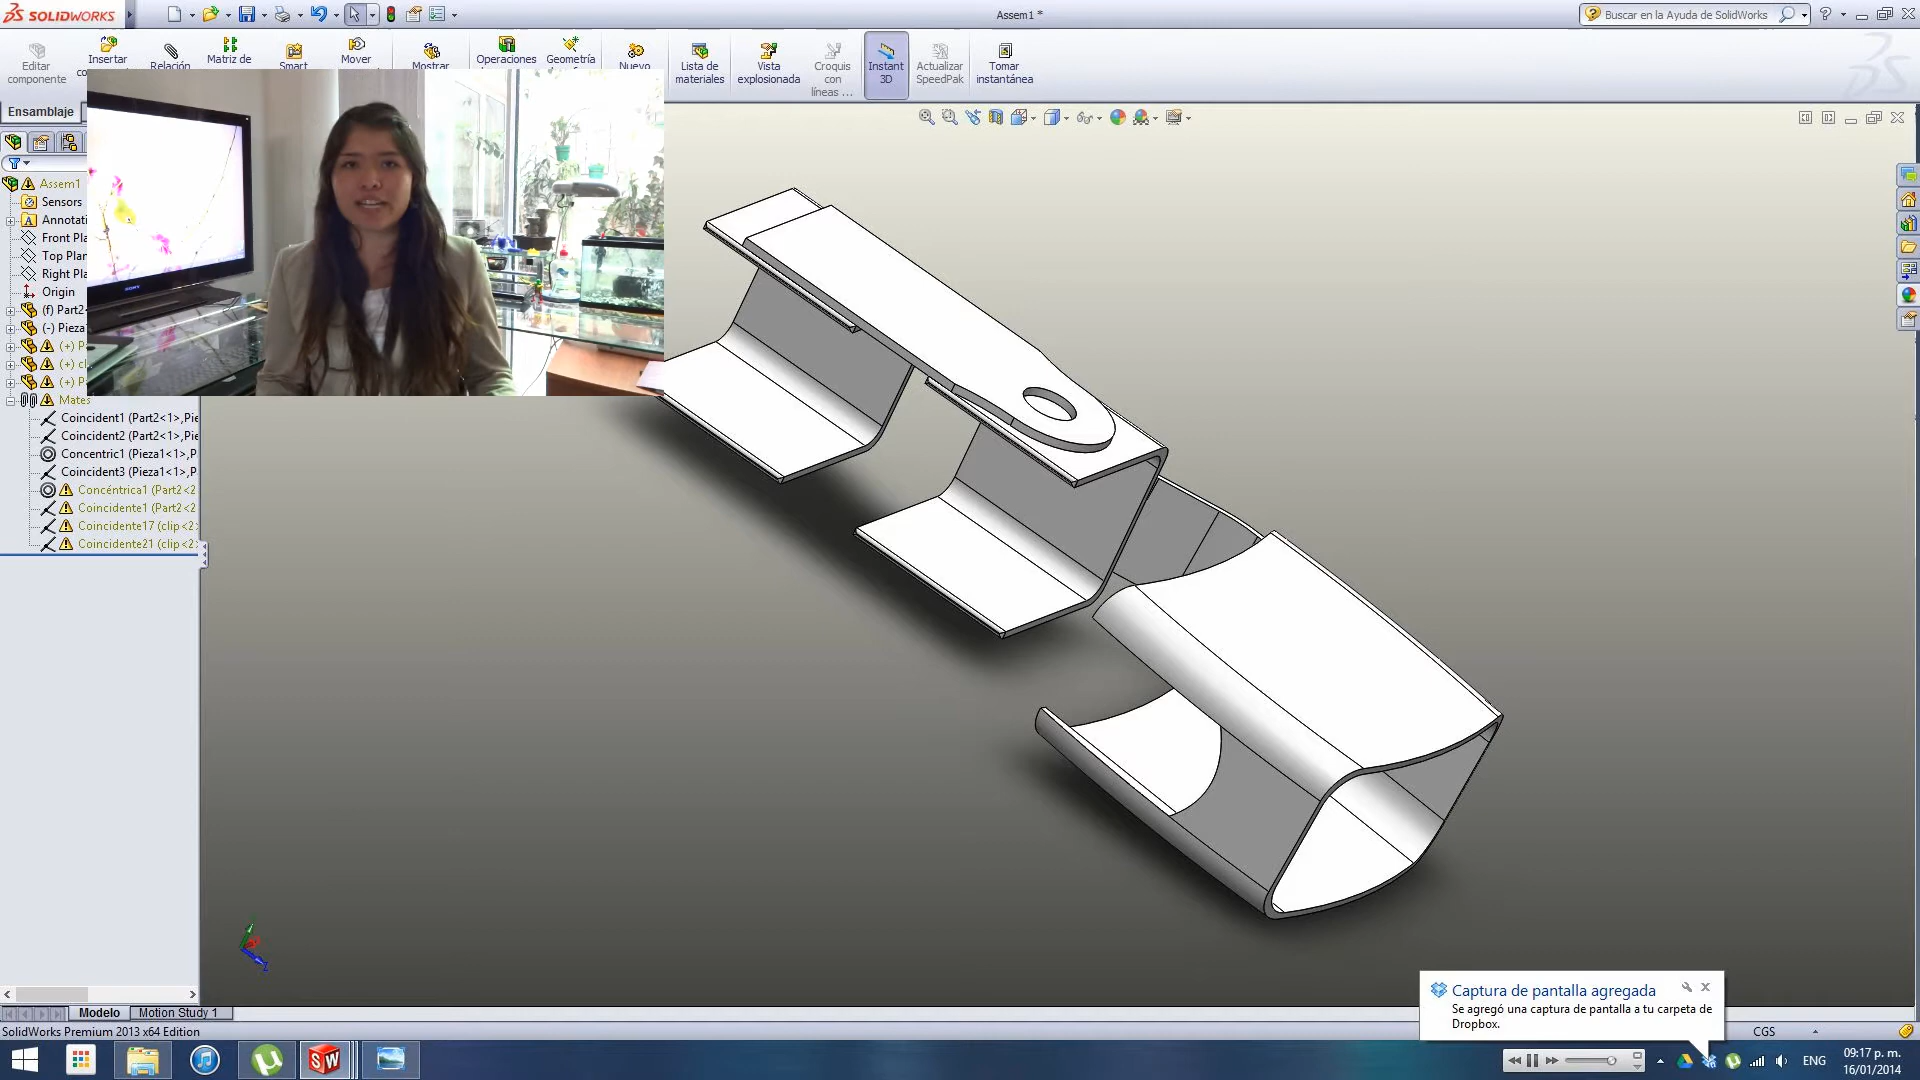 SOLIDWORKS
Assem1 *
Buscar en la Ayuda de SolidWorks
Editar
componente
Insertar
Relación
Matriz de
Smart
Mover
Mostrar
Operaciones
Geometría
Nuevo
Lista de
materiales
Vista
explosionada
Croquis
con
líneas ...
Instant
3D
Actualizar
SpeedPak
Tomar
instantánea
Ensamblaje
Assem1
Sensors
Annotati
Front Pla
Top Plan
Right Pla
Origin
(f) Part2
(-) Pieza
(+) P
(+) cl
(+) P
Mates
Coincident1 (Part2<1>,Pie
Coincident2 (Part2<1>,Pie
Concentric1 (Pieza1<1>,P
Coincident3 (Pieza1<1>,P
Concéntrica1 (Part2<2
Coincidente1 (Part2<2
Coincidente17 (clip<2>
Coincidente21 (clip<2>
SONY
Modelo
Motion Study 1
SolidWorks Premium 2013 x64 Edition
Captura de pantalla agregada
Se agregó una captura de pantalla a tu carpeta de
Dropbox.
CGS
SW
ENG
09:17 p. m.
16/01/2014